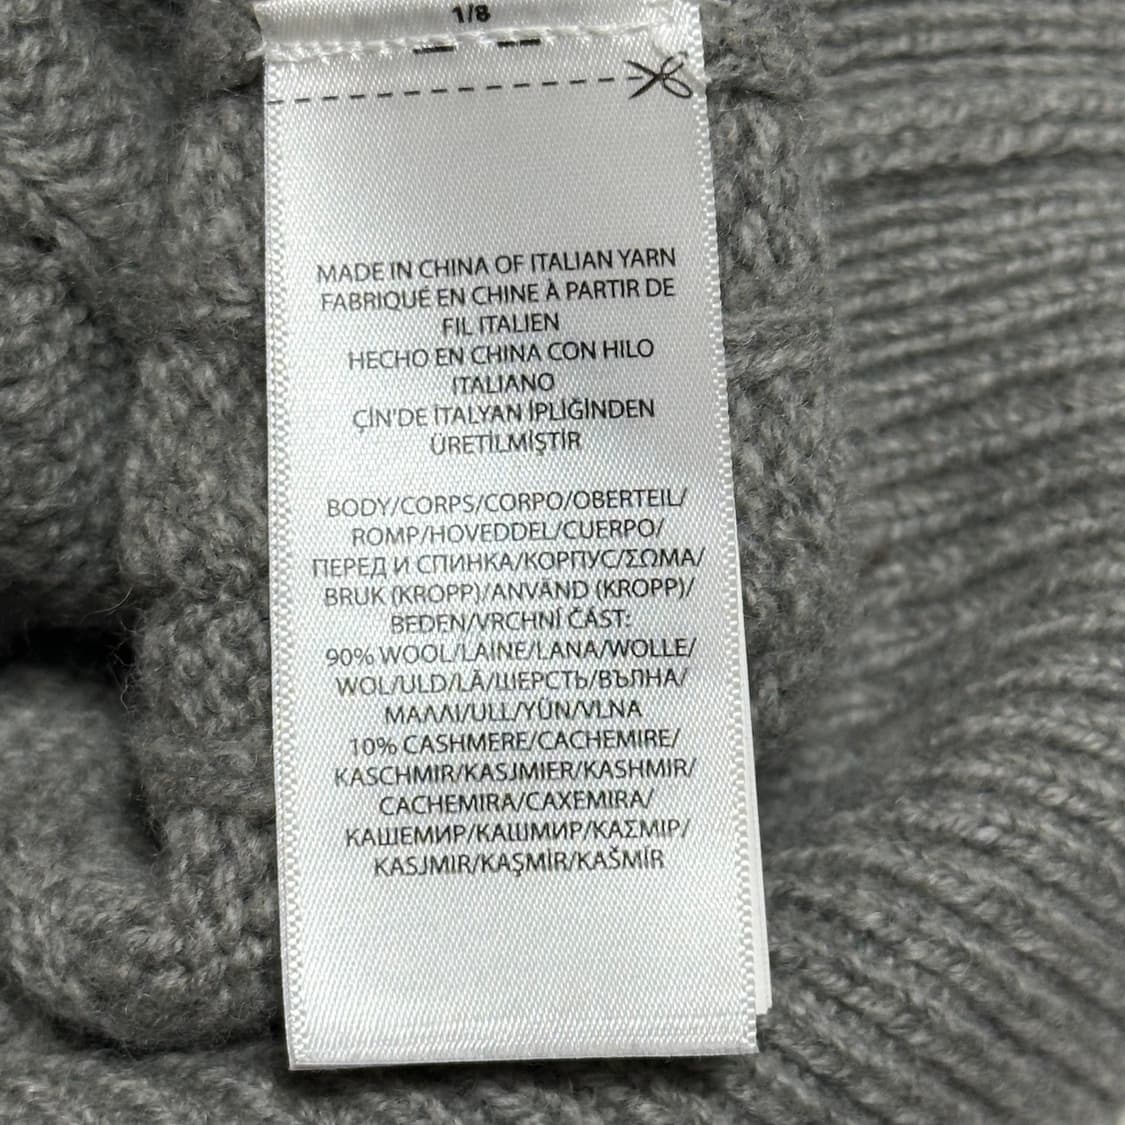 1/8
MADE IN CHINA OF ITALIAN YARN
FABRIQUÉ EN CHINE À PARTIR DE
FIL ITALIEN
HECHO EN CHINA CON HILO
ITALIANO
ÇİN'DE İTALYAN İPLİĞİNDEN
ÜRETİLMİŞTİR
BODY/CORPS/CORPO/OBERTEIL/
ROMP/HOVEDDEL/CUERPO/
ПЕРЕД И СПИНКА/КОРПУС/ΣΩΜΑ/
BRUK (KROPP)/ANVÄND (KROPP)/
BEDEN/VRCHNÍ ČÁST:
90% WOOL/LAINE/LANA/WOLLE/
WOL/ULD/LÃ/ШЕРСТЬ/ВЪЛНА/
ΜΑΛΛΙ/ULL/YÜN/VLNA
10% CASHMERE/CACHEMIRE/
KASCHMIR/KASJMIER/KASHMIR/
CACHEMIRA/CAXEMIRA/
КАШЕМИР/КАШМИР/ΚΑΣΜΙΡ/
KASJMIR/KAŞMİR/KAŠMÍR